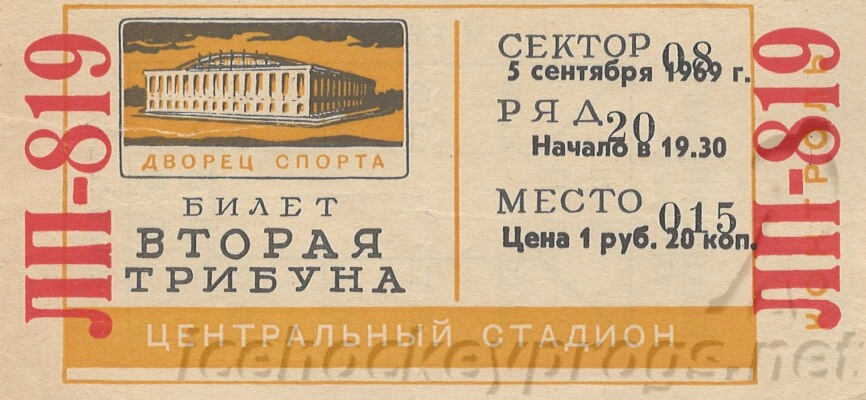 ЛП-819
ДВОРЕЦ СПОРТА
БИЛЕТ
ВТОРАЯ
ТРИБУНА
СЕКТОР 08
5 сентября 1969 г.
РЯД 20
Начало в 19.30
МЕСТО 015
Цена 1 руб. 20 коп.
ЦЕНТРАЛЬНЫЙ СТАДИОН
КОНТРОЛЬ
ЛП-819
icehockeyprogs.net